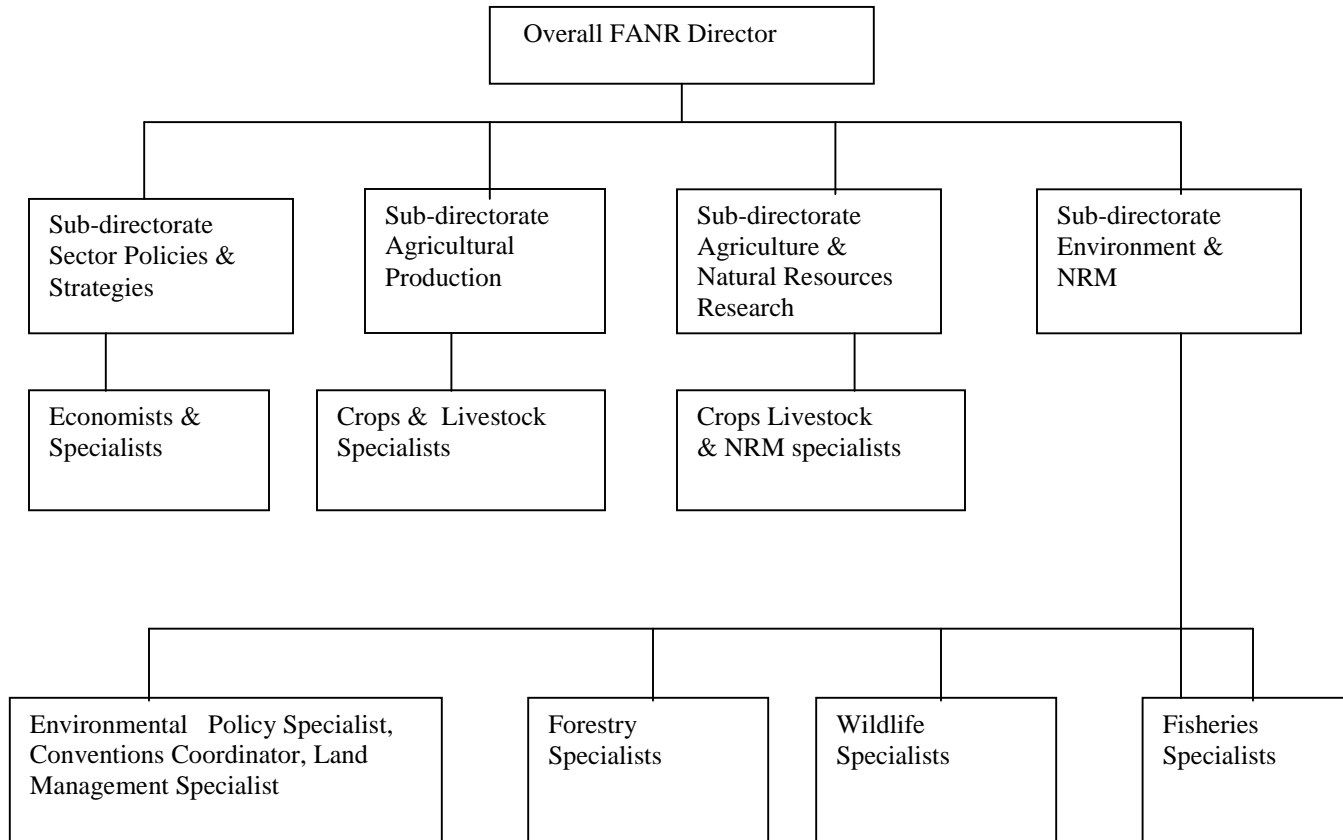 Overall FANR Director
Sub-directorate
Sector Policies &
Strategies
Sub-directorate
Agricultural
Production
Sub-directorate
Agriculture &
Natural Resources
Research
Sub-directorate
Environment &
NRM
Economists &
Specialists
Crops & Livestock
Specialists
Crops Livestock
& NRM specialists
Environmental Policy Specialist,
Conventions Coordinator, Land
Management Specialist
Forestry
Specialists
Wildlife
Specialists
Fisheries
Specialists